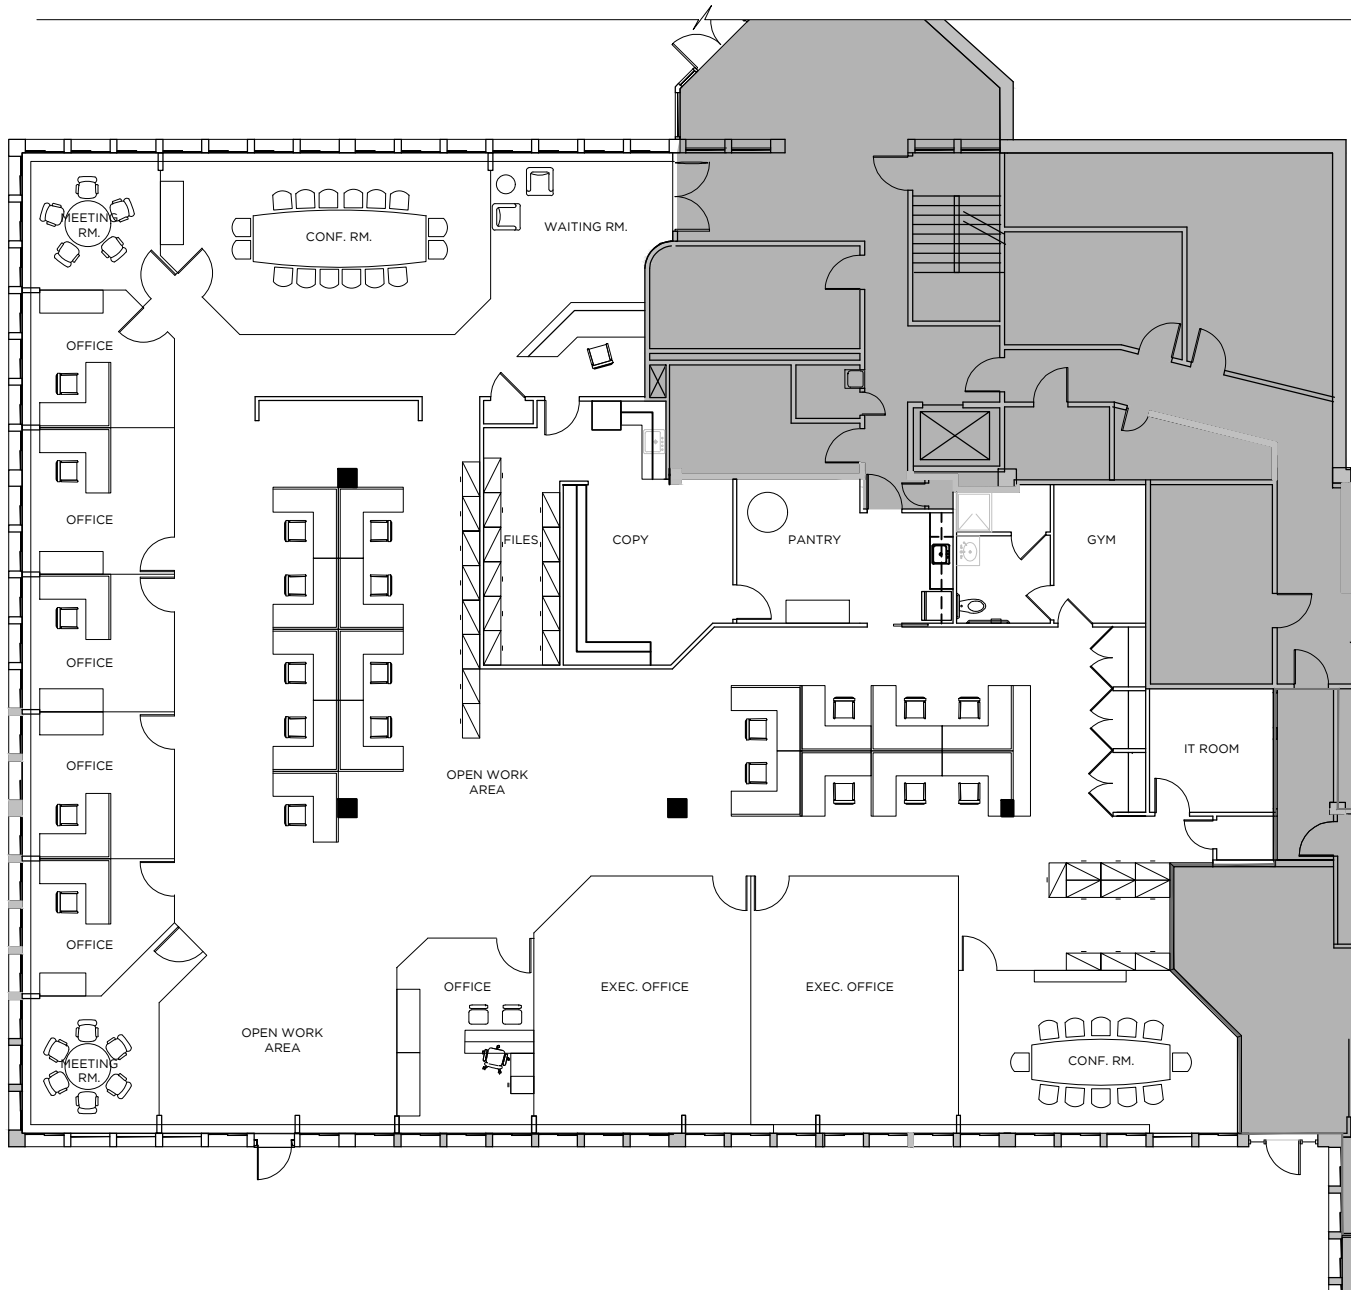 MEETING
RM.
CONF. RM.
WAITING RM.
OFFICE
OFFICE
FILES
COPY
PANTRY
GYM
OFFICE
OFFICE
OPEN WORK
AREA
IT ROOM
OFFICE
OFFICE
EXEC. OFFICE
EXEC. OFFICE
OPEN WORK
AREA
MEETING
RM.
CONF. RM.